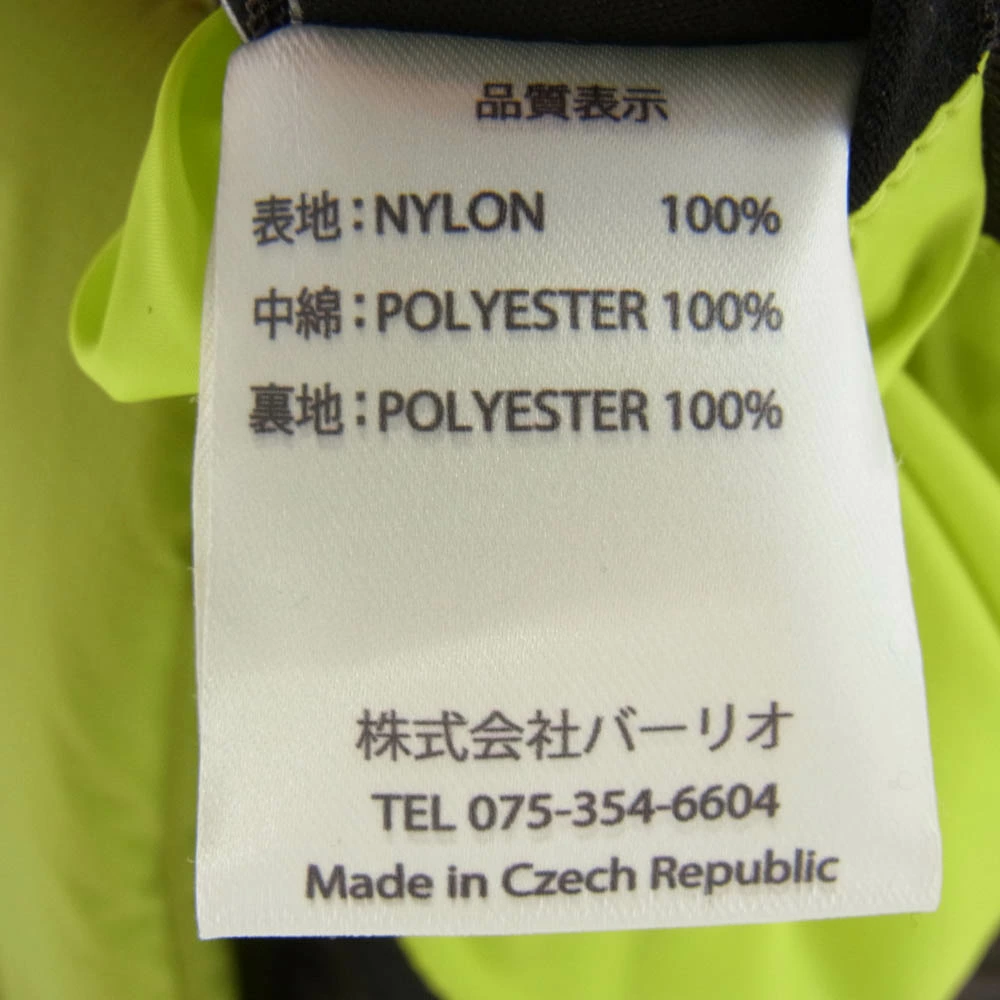 品質表示
表地：NYLON 100%
中綿：POLYESTER 100%
裏地：POLYESTER 100%
株式会社バーリオ
TEL 075-354-6604
Made in Czech Republic